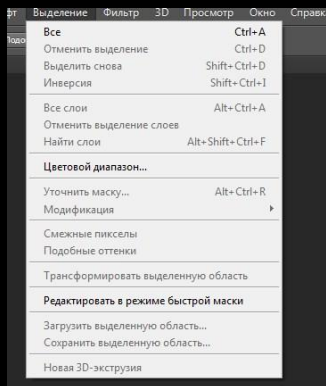 фт Выделение Фильтр 3D Просмотр Окно Справк
Подо
Все Ctrl+A
Отменить выделение Ctrl+D
Выделить снова Shift+Ctrl+D
Инверсия Shift+Ctrl+I
Все слои Alt+Ctrl+A
Отменить выделение слоев
Найти слои Alt+Shift+Ctrl+F
Цветовой диапазон...
Уточнить маску... Alt+Ctrl+R
Модификация
Смежные пикселы
Подобные оттенки
Трансформировать выделенную область
Редактировать в режиме быстрой маски
Загрузить выделенную область...
Сохранить выделенную область...
Новая 3D-экструзия